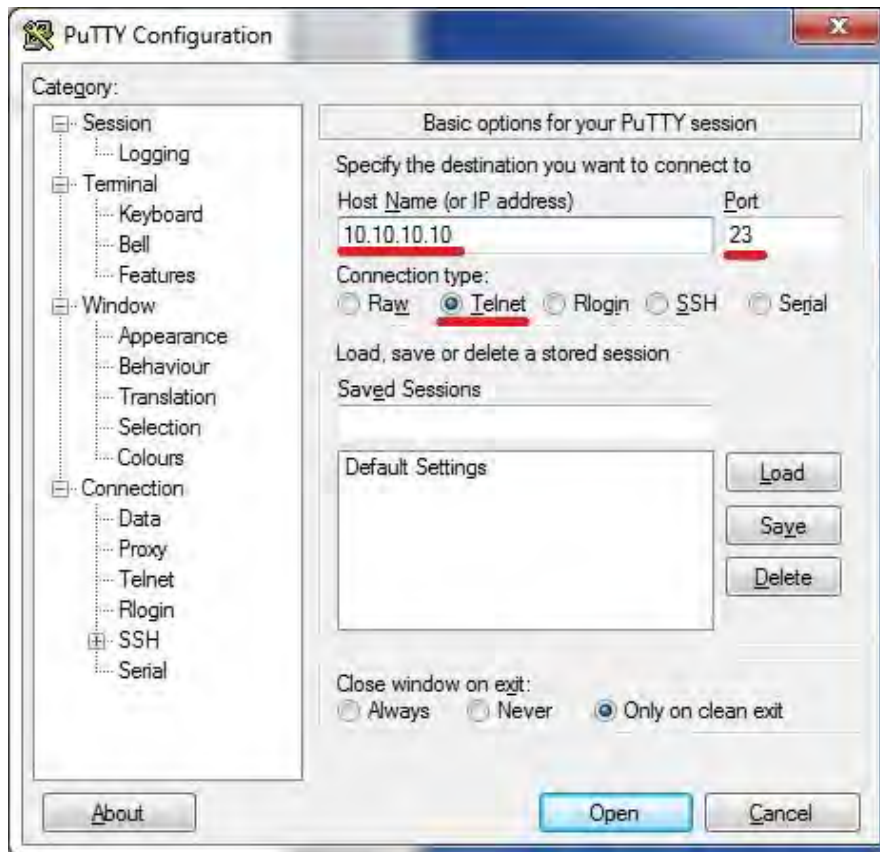 PuTTY Configuration
Category:
Session
Logging
Terminal
Keyboard
Bell
Features
Window
Appearance
Behaviour
Translation
Selection
Colours
Connection
Data
Proxy
Telnet
Rlogin
SSH
Serial
Basic options for your PuTTY session
Specify the destination you want to connect to
Host Name (or IP address) Port
10.10.10.10 23
Connection type:
Raw Telnet Rlogin SSH Serial
Load, save or delete a stored session
Saved Sessions
Default Settings
Load
Save
Delete
Close window on exit:
Always Never Only on clean exit
About Open Cancel